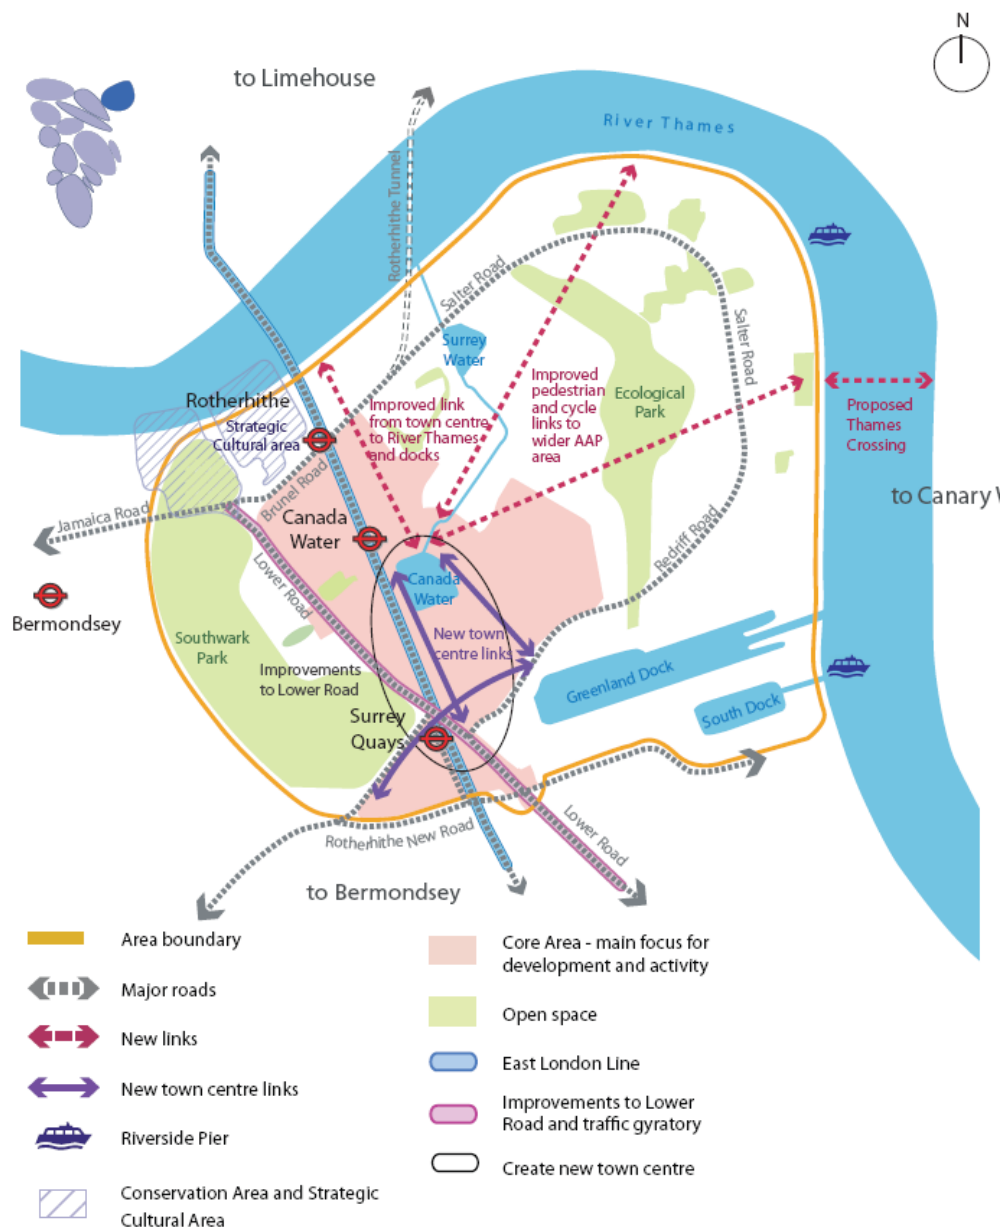 N
to Limehouse
River Thames
Rotherhithe Tunnel
Salter Road
Surrey
Water
Salter Road
Improved
pedestrian
and cycle
links to
wider AAP
area
Ecological
Park
Proposed
Thames
Crossing
Rotherhithe
Strategic
Cultural area
Improved link
from town centre
to River Thames
and docks
Brunel Road
Jamaica Road
to Canary W
Canada
Water
Redriff Road
Lower Road
Canada
Water
Bermondsey
Southwark
Park
New town
centre links
Improvements
to Lower Road
Greenland Dock
South Dock
Surrey
Quays
Rotherhithe New Road
Lower Road
to Bermondsey
Area boundary
Major roads
New links
New town centre links
Riverside Pier
Conservation Area and Strategic
Cultural Area
Core Area - main focus for
development and activity
Open space
East London Line
Improvements to Lower
Road and traffic gyratory
Create new town centre